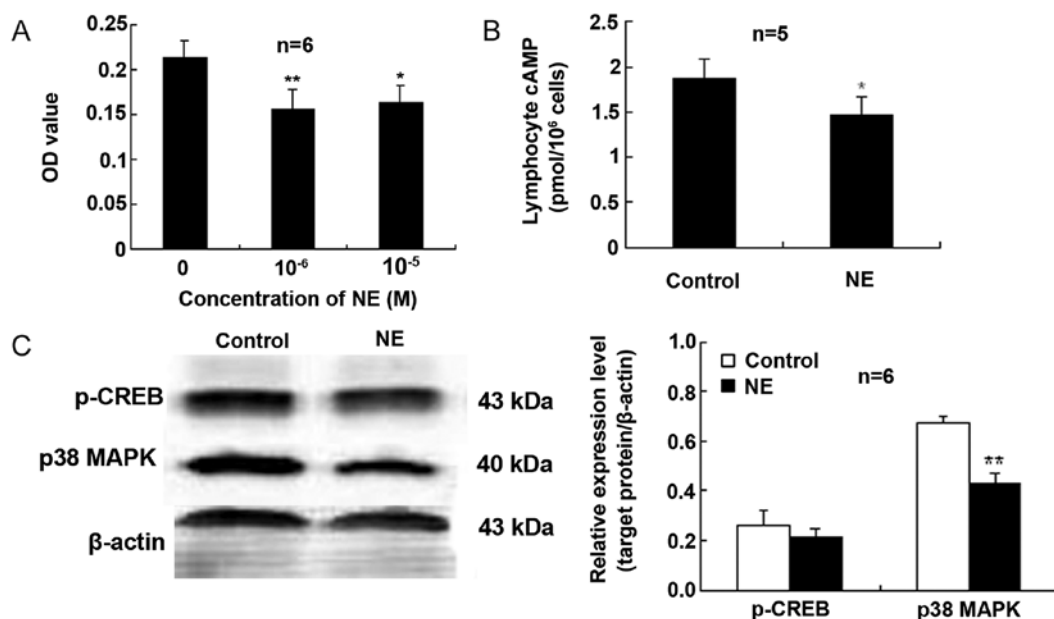 A
0.25
0.2
0.15
0.1
0.05
0
OD value
n=6
**
*
0
10⁻⁶
10⁻⁵
Concentration of NE (M)
B
2.5
2
1.5
1
0.5
0
Lymphocyte cAMP
(pmol/10⁶ cells)
n=5
*
Control
NE
C
Control
NE
p-CREB
43 kDa
p38 MAPK
40 kDa
β-actin
43 kDa
Relative expression level
(target protein/β-actin)
1.0
0.8
0.6
0.4
0.2
0.0
Control
NE
n=6
**
p-CREB
p38 MAPK